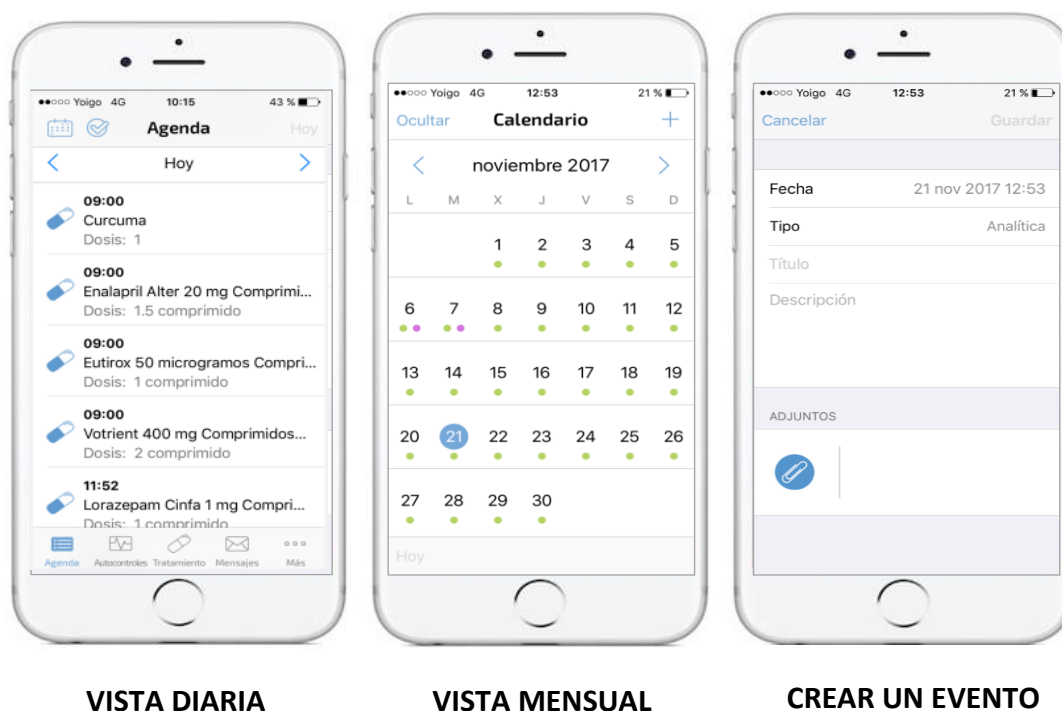 Yoigo 4G 10:15 43 %
Agenda Hoy
Hoy
09:00
Curcuma
Dosis: 1
09:00
Enalapril Alter 20 mg Comprimi...
Dosis: 1.5 comprimido
09:00
Eutirox 50 microgramos Compri...
Dosis: 1 comprimido
09:00
Votrient 400 mg Comprimidos...
Dosis: 2 comprimido
11:52
Lorazepam Cinfa 1 mg Compri...
Dosis: 1 comprimido
Agenda Autocontroles Tratamiento Mensajes Más
VISTA DIARIA
Yoigo 4G 12:53 21 %
Ocultar Calendario +
noviembre 2017
L M X J V S D
1 2 3 4 5
6 7 8 9 10 11 12
13 14 15 16 17 18 19
20 21 22 23 24 25 26
27 28 29 30
Hoy
VISTA MENSUAL
Yoigo 4G 12:53 21 %
Cancelar Guardar
Fecha 21 nov 2017 12:53
Tipo Analítica
Título
Descripción
ADJUNTOS
CREAR UN EVENTO